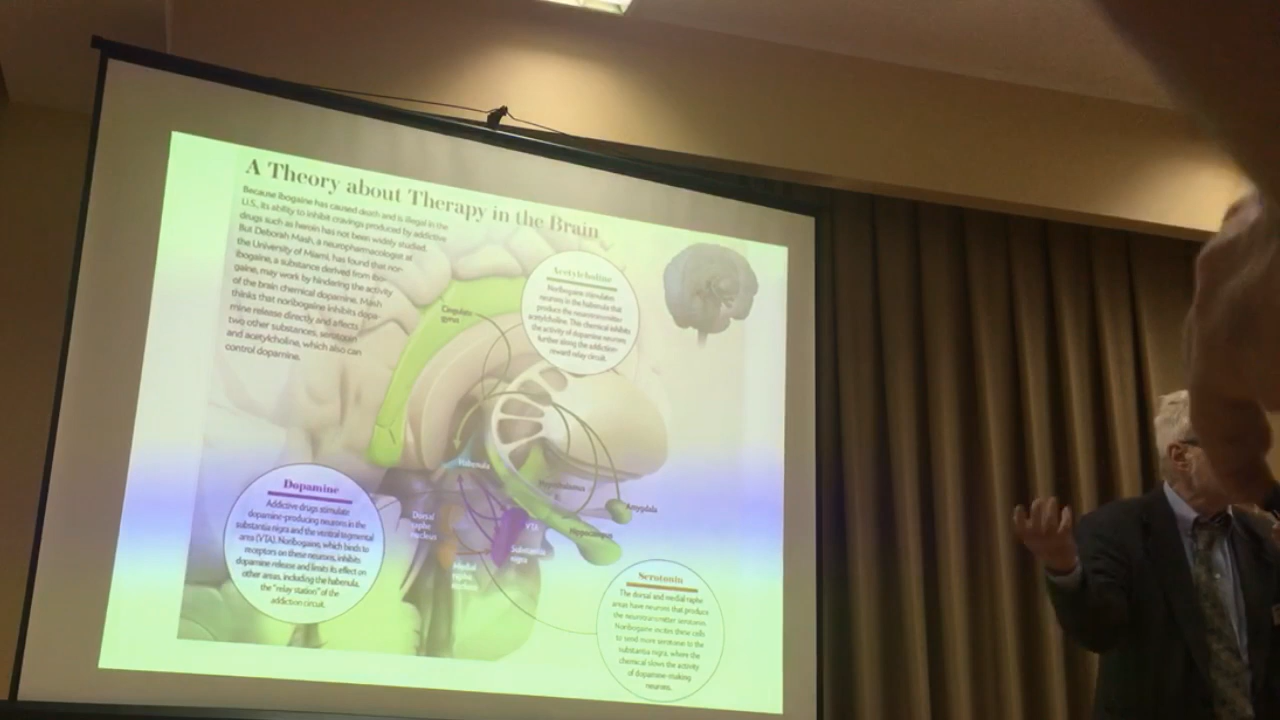 A Theory about Therapy in the Brain
Because ibogaine has caused death and is illegal in the
U.S., its ability to inhibit cravings produced by addictive
drugs such as heroin has not been widely studied.
But Deborah Mash, a neuropharmacologist at
the University of Miami, has found that nor-
ibogaine, a substance derived from ibo-
gaine, may work by hindering the activity
of the brain chemical dopamine. Mash
thinks that noribogaine inhibits dopa-
mine release directly and affects
two other substances, serotonin
and acetylcholine, which also can
control dopamine.
Acetylcholine
Noribogaine stimulates
neurons in the habenula that
produce the neurotransmitter
acetylcholine. This chemical inhibits
the activity of dopamine neurons
further along the addiction-
reward relay circuit.
Cingulate
gyrus
Habenula
Hypothalamus
Amygdala
Hippocampus
Dorsal
raphe
nucleus
VTA
Substantia
nigra
Medial
raphe
nucleus
Dopamine
Addictive drugs stimulate
dopamine-producing neurons in the
substantia nigra and the ventral tegmental
area (VTA). Noribogaine, which binds to
receptors on these neurons, inhibits
dopamine release and limits its effect on
other areas, including the habenula,
the "relay station" of the
addiction circuit.
Serotonin
The dorsal and medial raphe
areas have neurons that produce
the neurotransmitter serotonin.
Noribogaine incites these cells
to send more serotonin to the
substantia nigra, where the
chemical slows the activity
of dopamine-making
neurons.